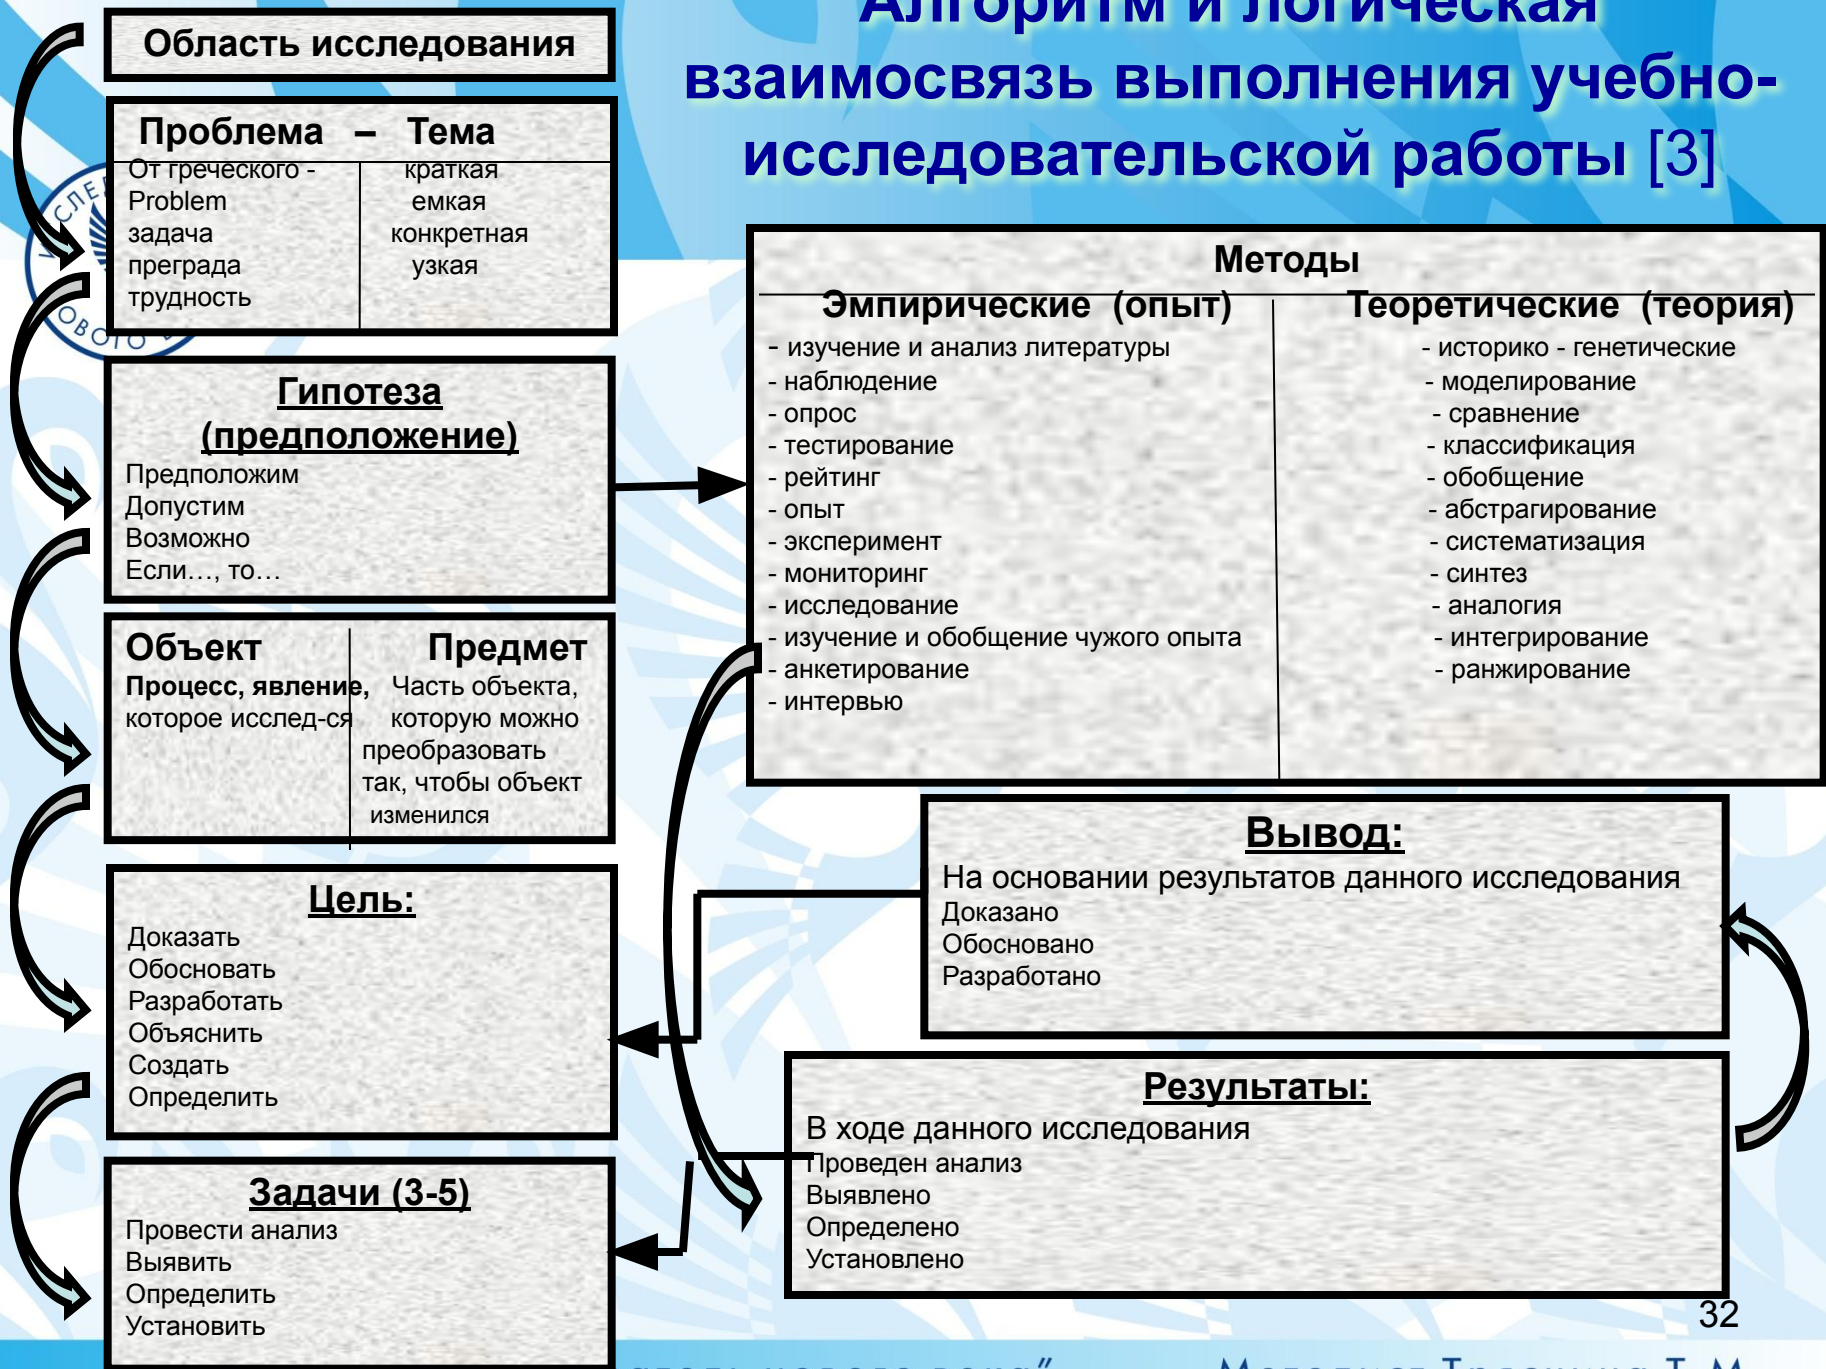 Алгоритм и логическая
взаимосвязь выполнения учебно-
исследовательской работы [3]
Область исследования
Проблема – Тема
От греческого - краткая
Problem емкая
задача конкретная
преграда узкая
трудность
Гипотеза
(предположение)
Предположим
Допустим
Возможно
Если…, то…
Объект Предмет
Процесс, явление, Часть объекта,
которое исслед-ся которую можно
преобразовать
так, чтобы объект
изменился
Цель:
Доказать
Обосновать
Разработать
Объяснить
Создать
Определить
Задачи (3-5)
Провести анализ
Выявить
Определить
Установить
Методы
Эмпирические (опыт)
- изучение и анализ литературы
- наблюдение
- опрос
- тестирование
- рейтинг
- опыт
- эксперимент
- мониторинг
- исследование
- изучение и обобщение чужого опыта
- анкетирование
- интервью
Теоретические (теория)
- историко - генетические
- моделирование
- сравнение
- классификация
- обобщение
- абстрагирование
- систематизация
- синтез
- аналогия
- интегрирование
- ранжирование
Вывод:
На основании результатов данного исследования
Доказано
Обосновано
Разработано
Результаты:
В ходе данного исследования
Проведен анализ
Выявлено
Определено
Установлено
32